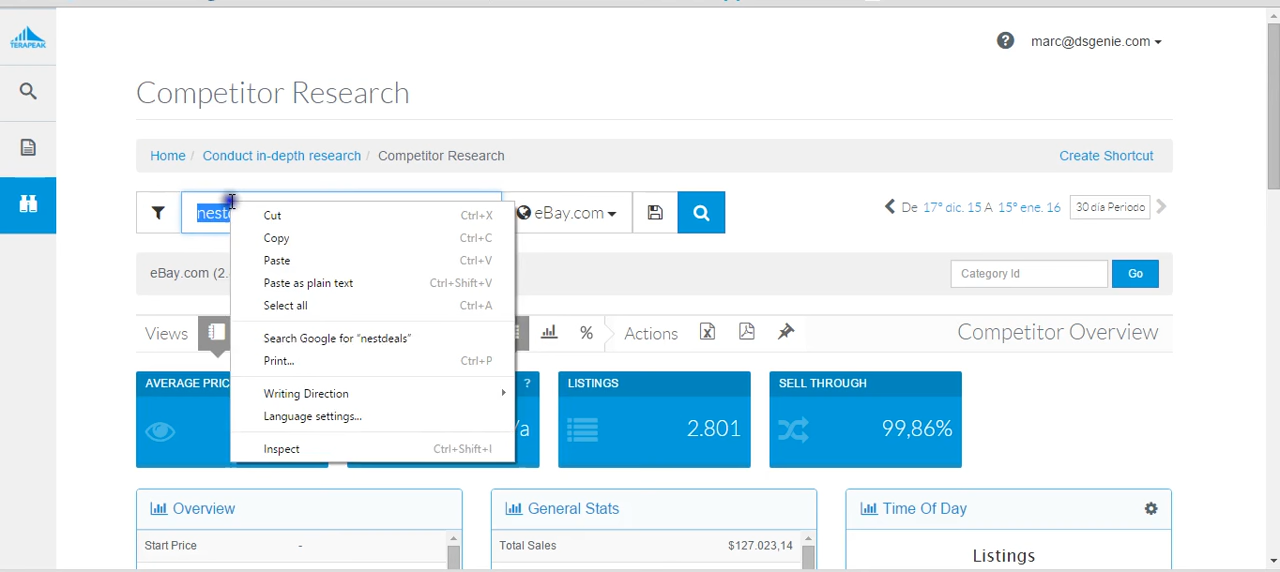 TERAPEAK
marc@dsgenie.com
Competitor Research
Home / Conduct in-depth research / Competitor Research
Create Shortcut
eBay.com
De 17º dic. 15 A 15º ene. 16
30 día Periodo
Cut Ctrl+X
Copy Ctrl+C
Paste Ctrl+V
Paste as plain text Ctrl+Shift+V
Select all Ctrl+A
Search Google for “nestdeals”
Print... Ctrl+P
Writing Direction
Language settings...
Inspect Ctrl+Shift+I
eBay.com (2.
Category Id
Go
Views
%
Actions
Competitor Overview
AVERAGE PRIC
?
/a
LISTINGS
2.801
SELL THROUGH
99,86%
Overview
Start Price -
General Stats
Total Sales $127.023,14
Time Of Day
Listings